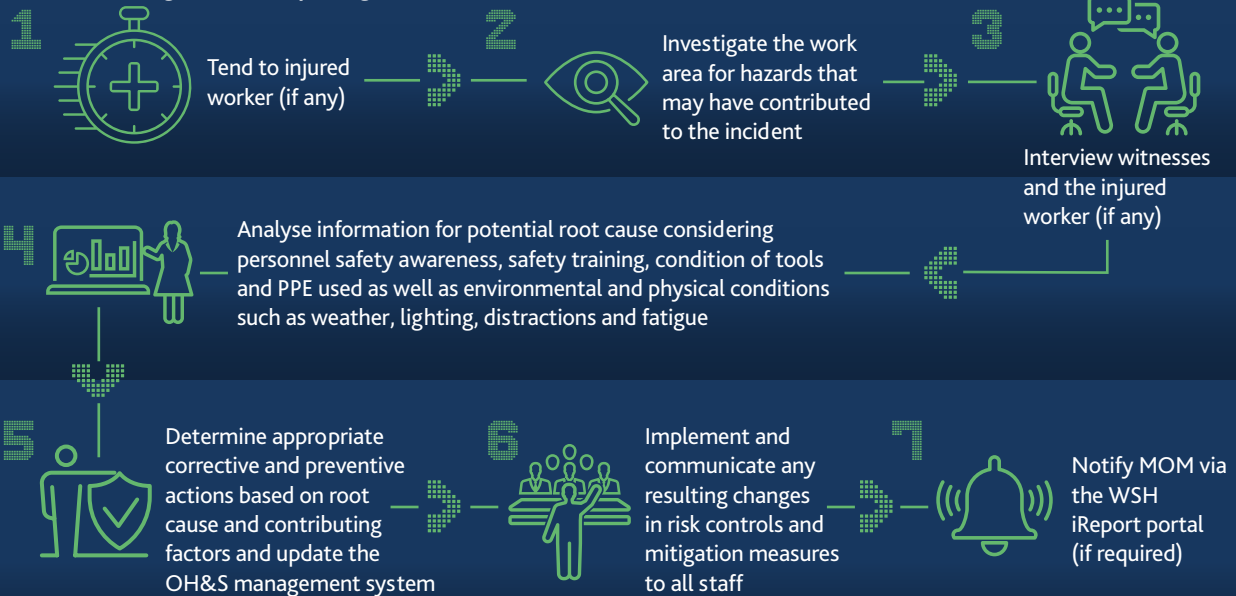 1
Tend to injured
worker (if any)
2
Investigate the work
area for hazards that
may have contributed
to the incident
3
Interview witnesses
and the injured
worker (if any)
4
Analyse information for potential root cause considering
personnel safety awareness, safety training, condition of tools
and PPE used as well as environmental and physical conditions
such as weather, lighting, distractions and fatigue
5
Determine appropriate
corrective and preventive
actions based on root
cause and contributing
factors and update the
OH&S management system
6
Implement and
communicate any
resulting changes
in risk controls and
mitigation measures
to all staff
7
Notify MOM via
the WSH
iReport portal
(if required)